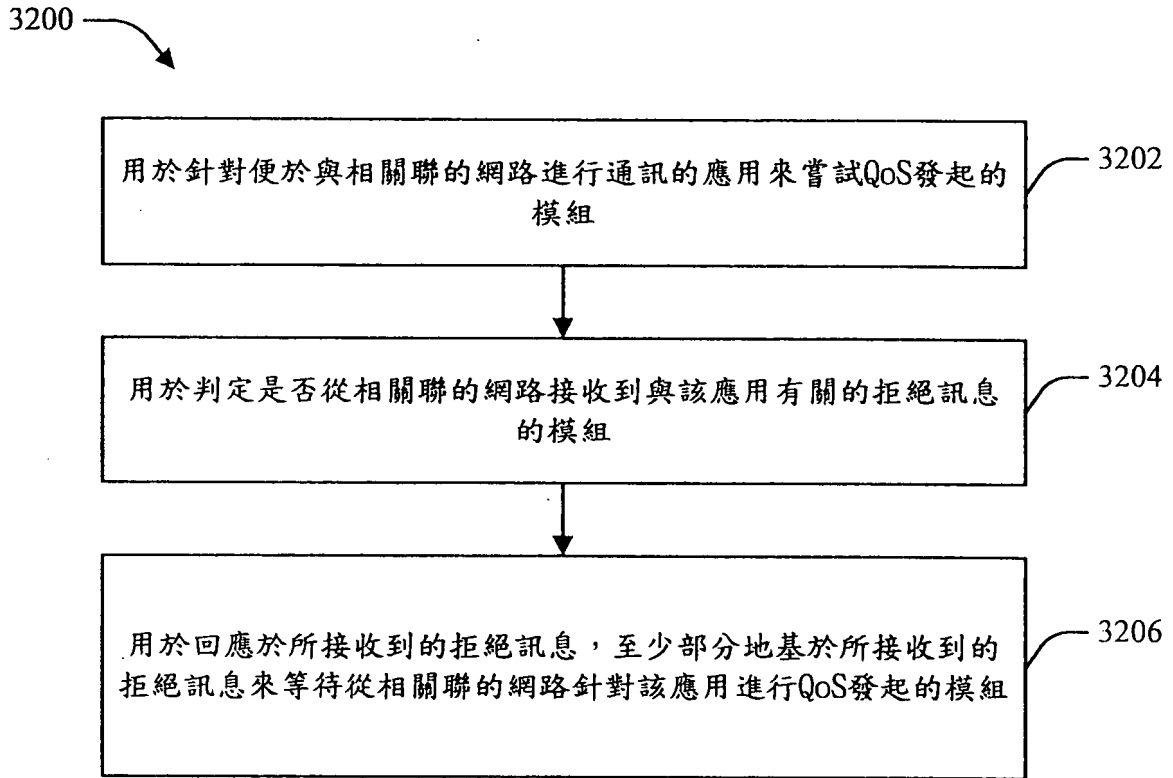 3200
用於針對便於與相關聯的網路進行通訊的應用來嘗試QoS發起的
模組
3202
用於判定是否從相關聯的網路接收到與該應用有關的拒絕訊息
的模組
3204
用於回應於所接收到的拒絕訊息，至少部分地基於所接收到的
拒絕訊息來等待從相關聯的網路針對該應用進行QoS發起的模組
3206